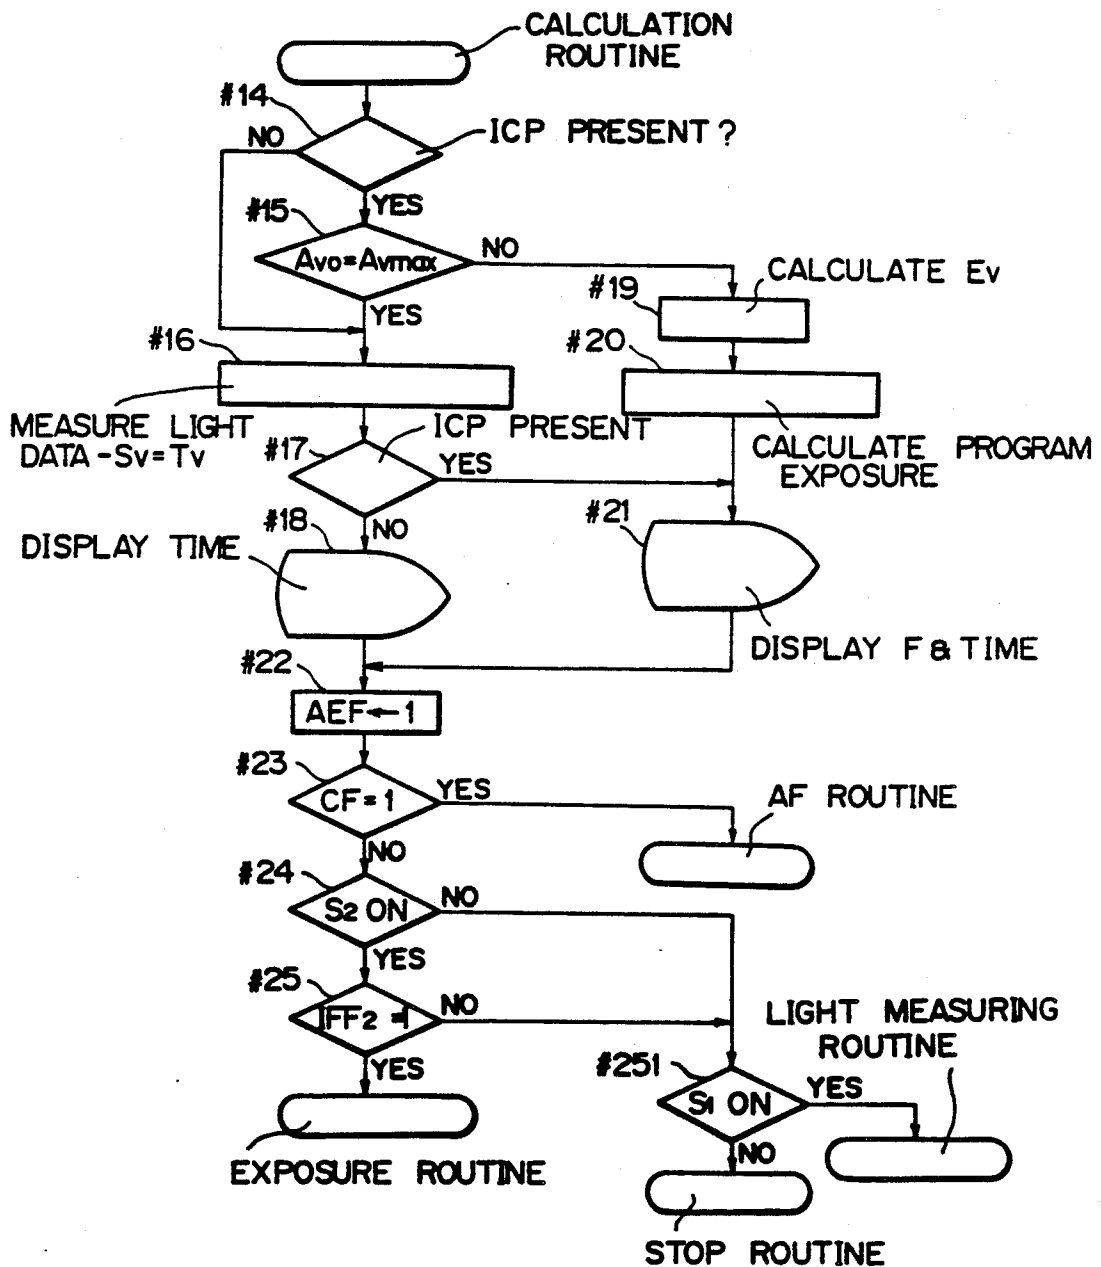 CALCULATION
ROUTINE
#14
NO
ICP PRESENT?
YES
#15
Avo=Avmax
NO
YES
CALCULATE Ev
#19
#16
#20
MEASURE LIGHT
DATA-Sv=Tv
ICP PRESENT
#17
YES
CALCULATE PROGRAM
EXPOSURE
#18
NO
#21
DISPLAY TIME
DISPLAY F & TIME
#22
AEF←1
#23
CF=1
YES
AF ROUTINE
NO
#24
S2 ON
NO
YES
#25
IFF2=1
NO
LIGHT MEASURING
ROUTINE
YES
#251
S1 ON
YES
NO
EXPOSURE ROUTINE
STOP ROUTINE